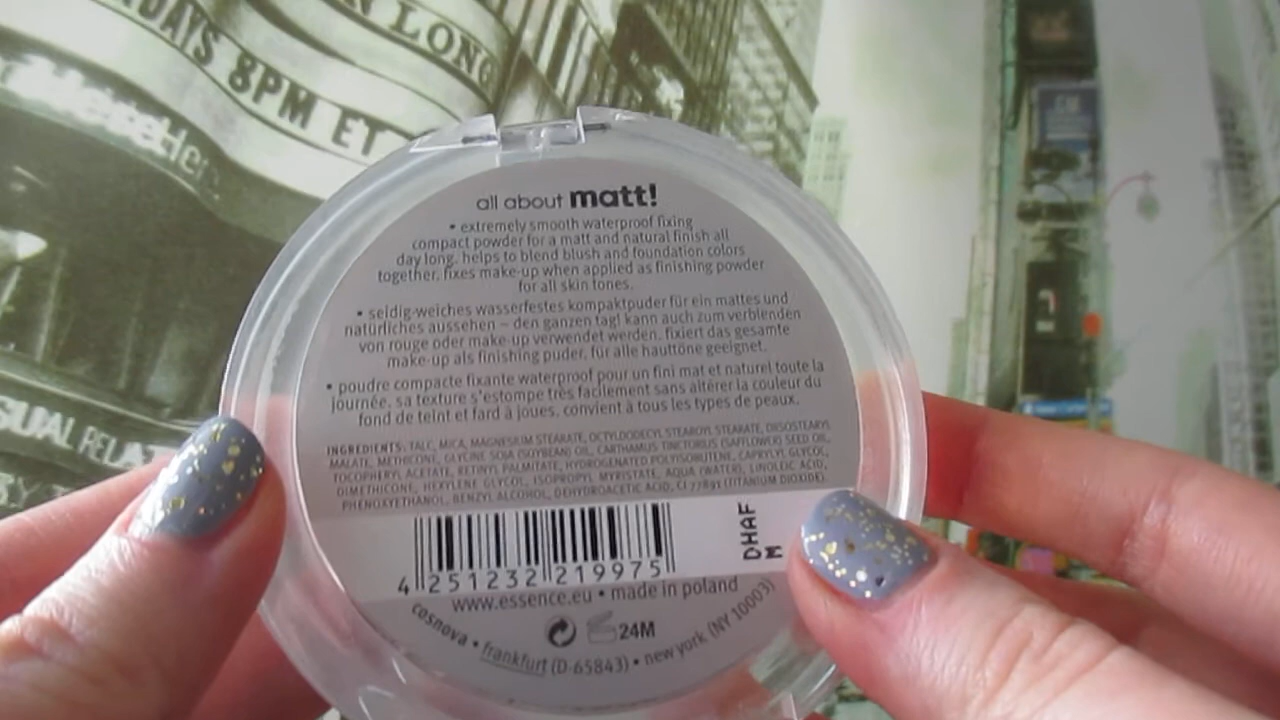 N LONG
DAYS 8PM ET
SUAL RELA
all about matt!
• extremely smooth waterproof fixing
compact powder for a matt and natural finish all
day long. helps to blend blush and foundation colors
together. fixes make-up when applied as finishing powder
for all skin tones.
• seidig-weiches wasserfestes kompaktpuder für ein mattes und
natürliches aussehen – den ganzen tag! kann auch zum verblenden
von rouge oder make-up verwendet werden. fixiert das gesamte
make-up als finishing puder. für alle hauttöne geeignet.
• poudre compacte fixante waterproof pour un fini mat et naturel toute la
journée. sa texture s'estompe très facilement sans altérer la couleur du
fond de teint et fard à joues. convient à tous les types de peaux.
INGREDIENTS: TALC, MICA, MAGNESIUM STEARATE, OCTYLDODECYL STEAROYL STEARATE, DIISOSTEARYL
MALATE, METHICONE, GLYCINE SOJA (SOYBEAN) OIL, CARTHAMUS TINCTORIUS (SAFFLOWER) SEED OIL,
TOCOPHERYL ACETATE, RETINYL PALMITATE, HYDROGENATED POLYISOBUTENE, CAPRYLYL GLYCOL,
DIMETHICONE, HEXYLENE GLYCOL, ISOPROPYL MYRISTATE, AQUA (WATER), LINOLEIC ACID,
PHENOXYETHANOL, BENZYL ALCOHOL, DEHYDROACETIC ACID, CI 77891 (TITANIUM DIOXIDE).
DHAF
M
4 251232 219975
www.essence.eu • made in poland
24M
cosnova • frankfurt (D-65843) • new york (NY 10003)